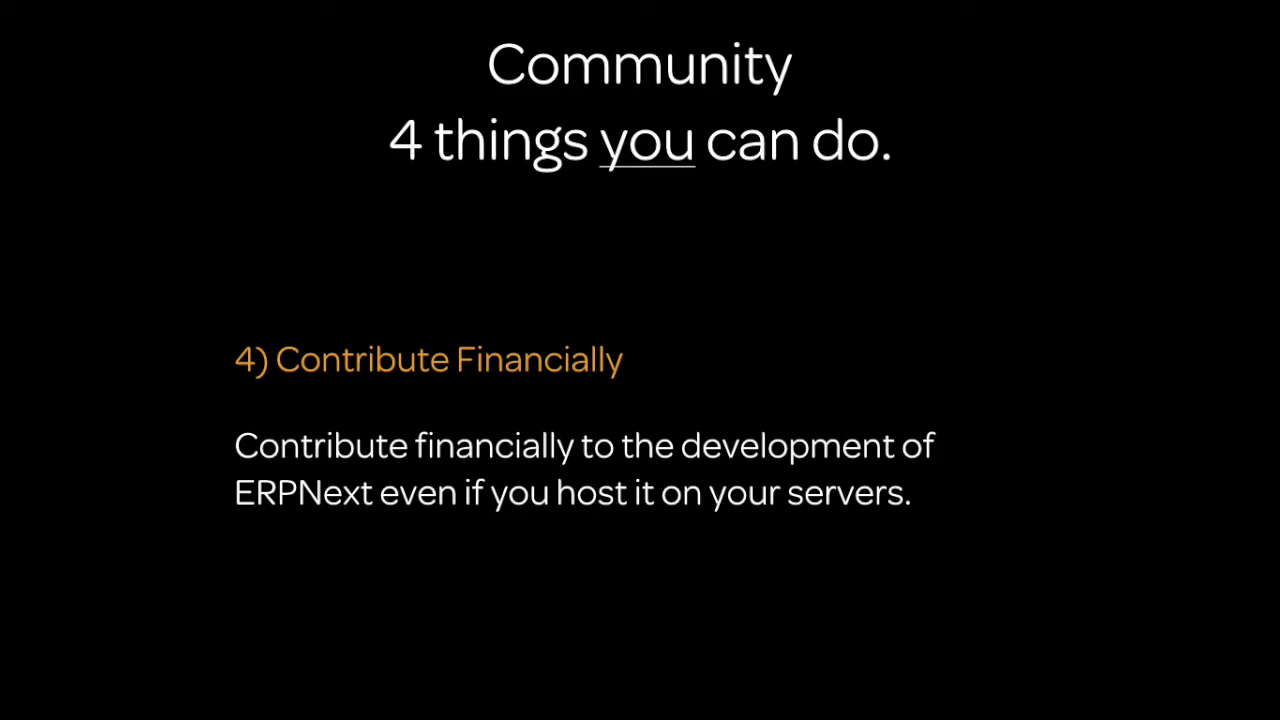 Community
4 things you can do.
4) Contribute Financially
Contribute financially to the development of
ERPNext even if you host it on your servers.